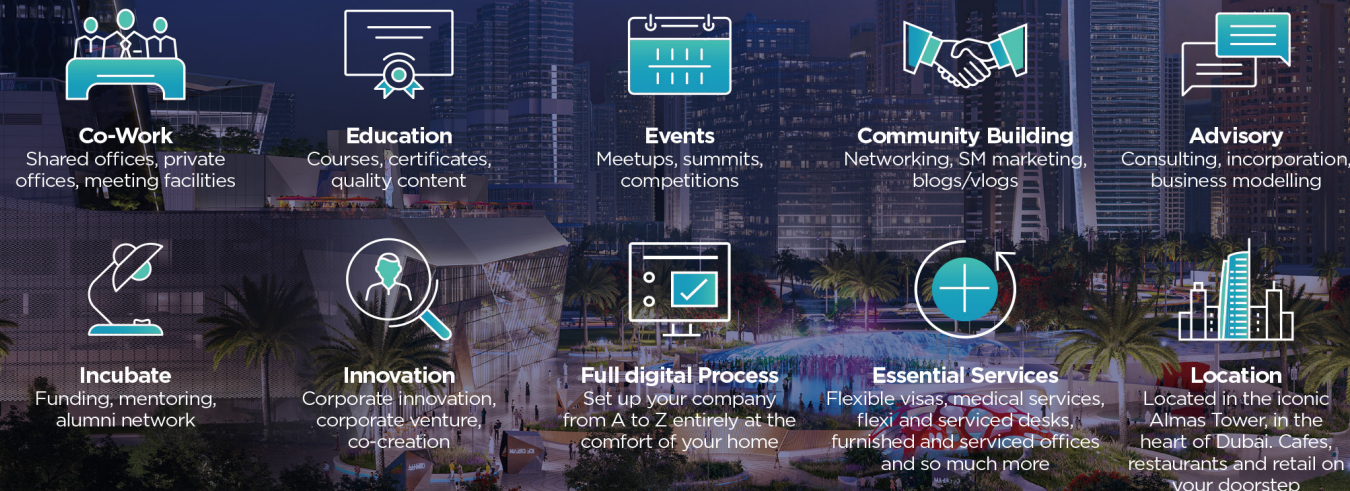 Co-Work
Shared offices, private
offices, meeting facilities
Education
Courses, certificates,
quality content
Events
Meetups, summits,
competitions
Community Building
Networking, SM marketing,
blogs/vlogs
Advisory
Consulting, incorporation,
business modelling
Incubate
Funding, mentoring,
alumni network
Innovation
Corporate innovation,
corporate venture,
co-creation
Full digital Process
Set up your company
from A to Z entirely at the
comfort of your home
Essential Services
Flexible visas, medical services,
flexi and serviced desks,
furnished and serviced offices
and so much more
Location
Located in the iconic
Almas Tower, in the
heart of Dubai. Cafes,
restaurants and retail on
your doorstep